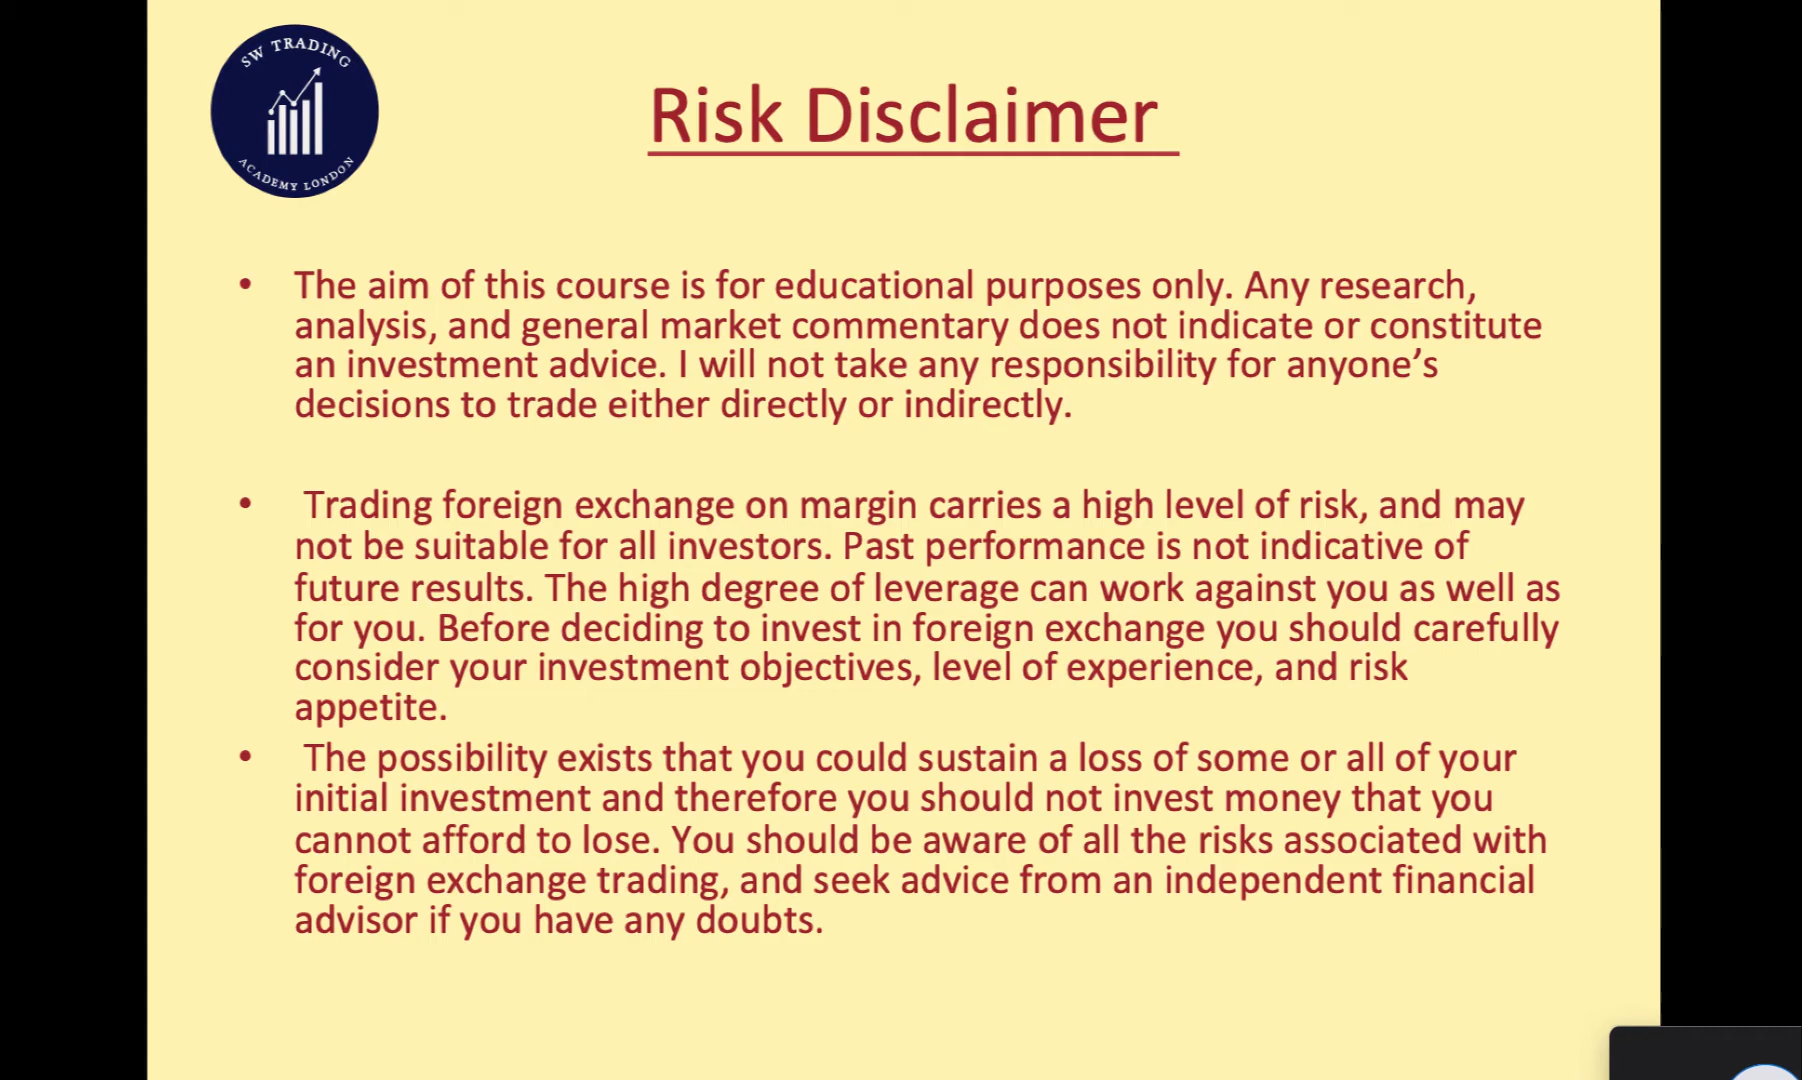 SW TRADING
ACADEMY LONDON
Risk Disclaimer
• The aim of this course is for educational purposes only. Any research,
analysis, and general market commentary does not indicate or constitute
an investment advice. I will not take any responsibility for anyone’s
decisions to trade either directly or indirectly.
• Trading foreign exchange on margin carries a high level of risk, and may
not be suitable for all investors. Past performance is not indicative of
future results. The high degree of leverage can work against you as well as
for you. Before deciding to invest in foreign exchange you should carefully
consider your investment objectives, level of experience, and risk
appetite.
• The possibility exists that you could sustain a loss of some or all of your
initial investment and therefore you should not invest money that you
cannot afford to lose. You should be aware of all the risks associated with
foreign exchange trading, and seek advice from an independent financial
advisor if you have any doubts.